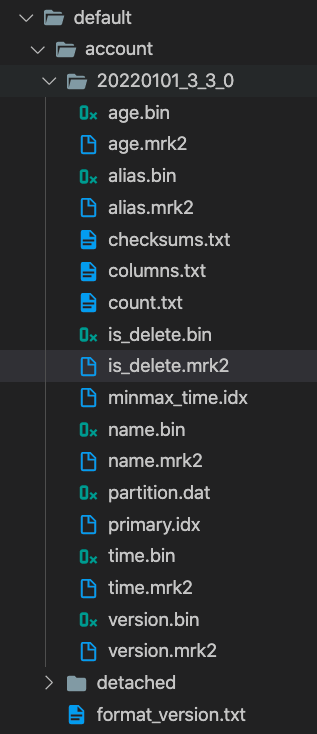 default
account
20220101_3_3_0
age.bin
age.mrk2
alias.bin
alias.mrk2
checksums.txt
columns.txt
count.txt
is_delete.bin
is_delete.mrk2
minmax_time.idx
name.bin
name.mrk2
partition.dat
primary.idx
time.bin
time.mrk2
version.bin
version.mrk2
detached
format_version.txt